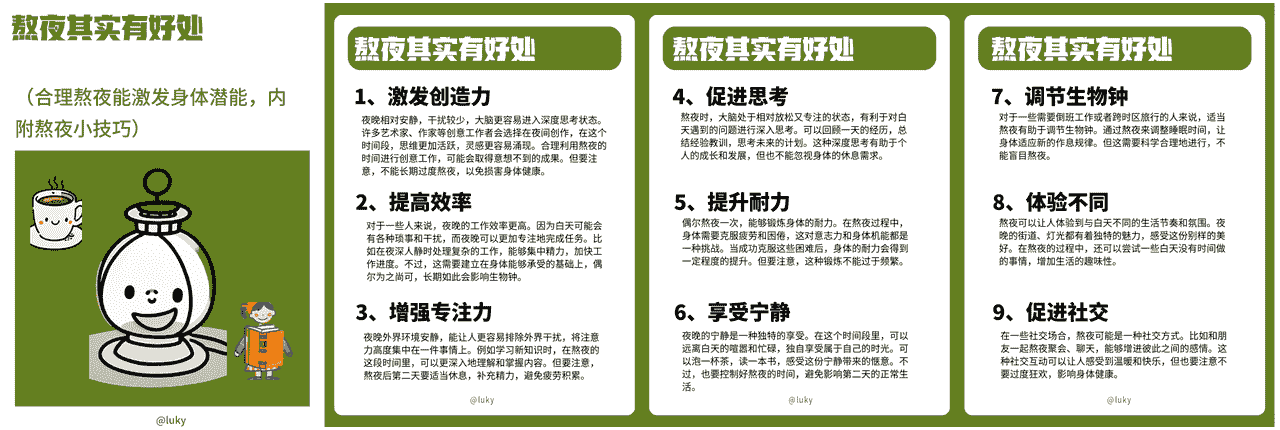 熬夜其实有好处
（合理熬夜能激发身体潜能，内
附熬夜小技巧）
@luky
熬夜其实有好处
1、激发创造力
夜晚相对安静，干扰较少，大脑更容易进入深度思考状态。
许多艺术家、作家等创意工作者会选择在夜间创作，在这个
时间段，思维更加活跃，灵感更容易涌现。合理利用熬夜的
时间进行创意工作，可能会取得意想不到的成果。但要注
意，不能长期过度熬夜，以免损害身体健康。
2、提高效率
对于一些人来说，夜晚的工作效率更高。因为白天可能会
有各种琐事和干扰，而夜晚可以更加专注地完成任务。比
如在夜深人静时处理复杂的工作，能够集中精力，加快工
作进度。不过，这需要建立在身体能够承受的基础上，偶
尔为之尚可，长期如此会影响生物钟。
3、增强专注力
夜晚外界环境安静，能让人更容易排除外界干扰，将注意
力高度集中在一件事情上。例如学习新知识时，在熬夜的
这段时间里，可以更深入地理解和掌握内容。但要注意，
熬夜后第二天要适当休息，补充精力，避免疲劳积累。
@luky
熬夜其实有好处
4、促进思考
熬夜时，大脑处于相对放松又专注的状态，有利于对白
天遇到的问题进行深入思考。可以回顾一天的经历，总
结经验教训，思考未来的计划。这种深度思考有助于个
人的成长和发展，但也不能忽视身体的休息需求。
5、提升耐力
偶尔熬夜一次，能够锻炼身体的耐力。在熬夜过程中，
身体需要克服疲劳和困倦，这对意志力和身体机能都是
一种挑战。当成功克服这些困难后，身体的耐力会得到
一定程度的提升。但要注意，这种锻炼不能过于频繁。
6、享受宁静
夜晚的宁静是一种独特的享受。在这个时间段里，可以
远离白天的喧嚣和忙碌，独自享受属于自己的时光。可
以泡一杯茶，读一本书，感受这份宁静带来的惬意。不
过，也要控制好熬夜的时间，避免影响第二天的正常生
活。
@luky
熬夜其实有好处
7、调节生物钟
对于一些需要倒班工作或者跨时区旅行的人来说，适当
熬夜有助于调节生物钟。通过熬夜来调整睡眠时间，让
身体适应新的作息规律。但这需要科学合理地进行，不
能盲目熬夜。
8、体验不同
熬夜可以让人体验到与白天不同的生活节奏和氛围。夜
晚的街道、灯光都有着独特的魅力，感受这份别样的美
好。在熬夜的过程中，还可以尝试一些白天没有时间做
的事情，增加生活的趣味性。
9、促进社交
在一些社交场合，熬夜可能是一种社交方式。比如和朋
友一起熬夜聚会、聊天，能够增进彼此之间的感情。这
种社交互动可以让人感受到温暖和快乐，但也要注意不
要过度狂欢，影响身体健康。
@luky